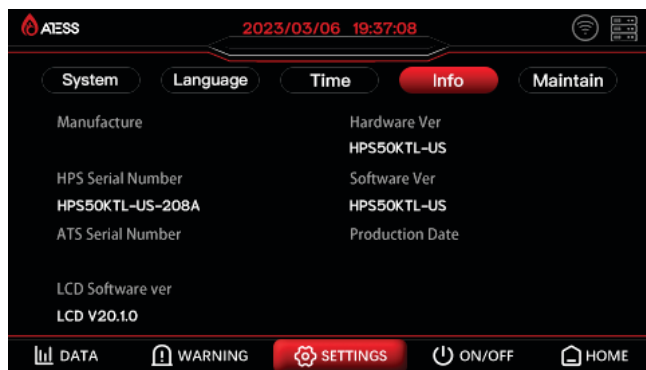 ATESS
2023/03/06 19:37:08
System
Language
Time
Info
Maintain
Manufacture
Hardware Ver
HPS50KTL-US
HPS Serial Number
Software Ver
HPS50KTL-US-208A
HPS50KTL-US
ATS Serial Number
Production Date
LCD Software ver
LCD V20.1.0
DATA
WARNING
SETTINGS
ON/OFF
HOME